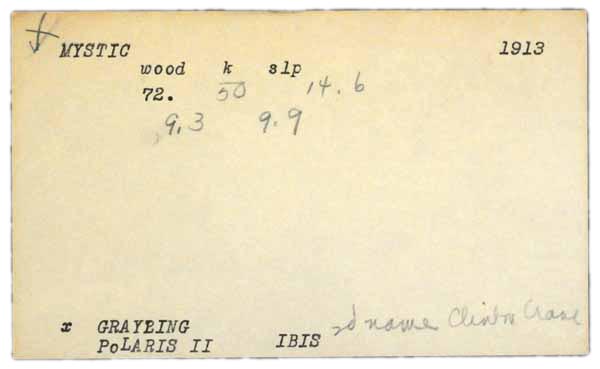 MYSTIC 1913
wood k slp
72. 50 14.6
9.3 9.9
x GRAYLING
PoLARIS II IBIS
name Clinton Crane